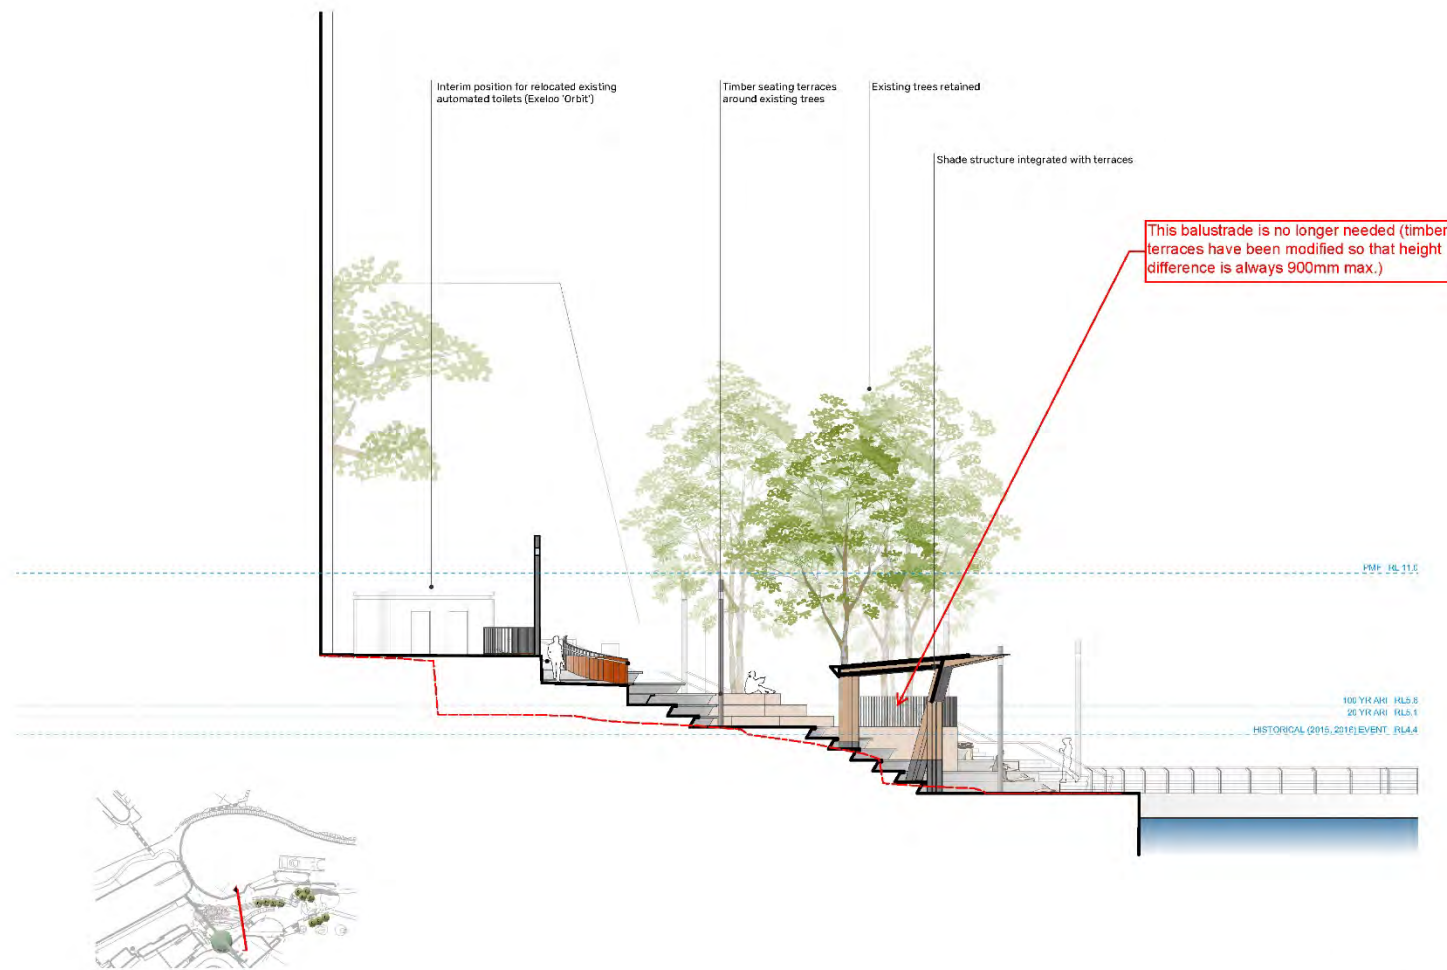 Interim position for relocated existing
automated toilets (Exeloo 'Orbit')
Timber seating terraces
around existing trees
Existing trees retained
Shade structure integrated with terraces
This balustrade is no longer needed (timber
terraces have been modified so that height
difference is always 900mm max.)
PMF RL 11.0
100 YR ARI RL5.6
20 YR ARI RL5.1
HISTORICAL (2015, 2016) EVENT RL4.4